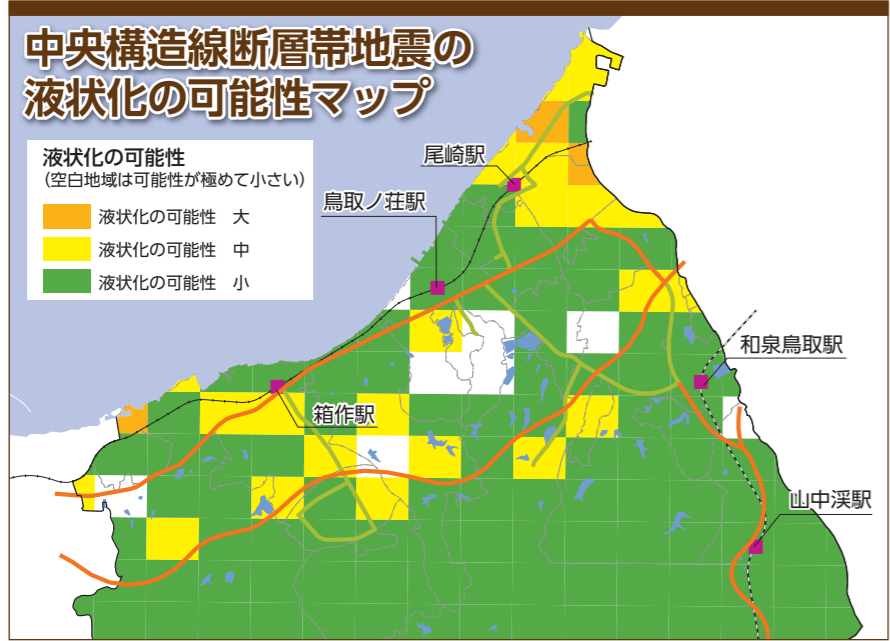 中央構造線断層帯地震の
液状化の可能性マップ
液状化の可能性
(空白地域は可能性が極めて小さい)
液状化の可能性　大
液状化の可能性　中
液状化の可能性　小
尾崎駅
鳥取ノ荘駅
和泉鳥取駅
箱作駅
山中渓駅